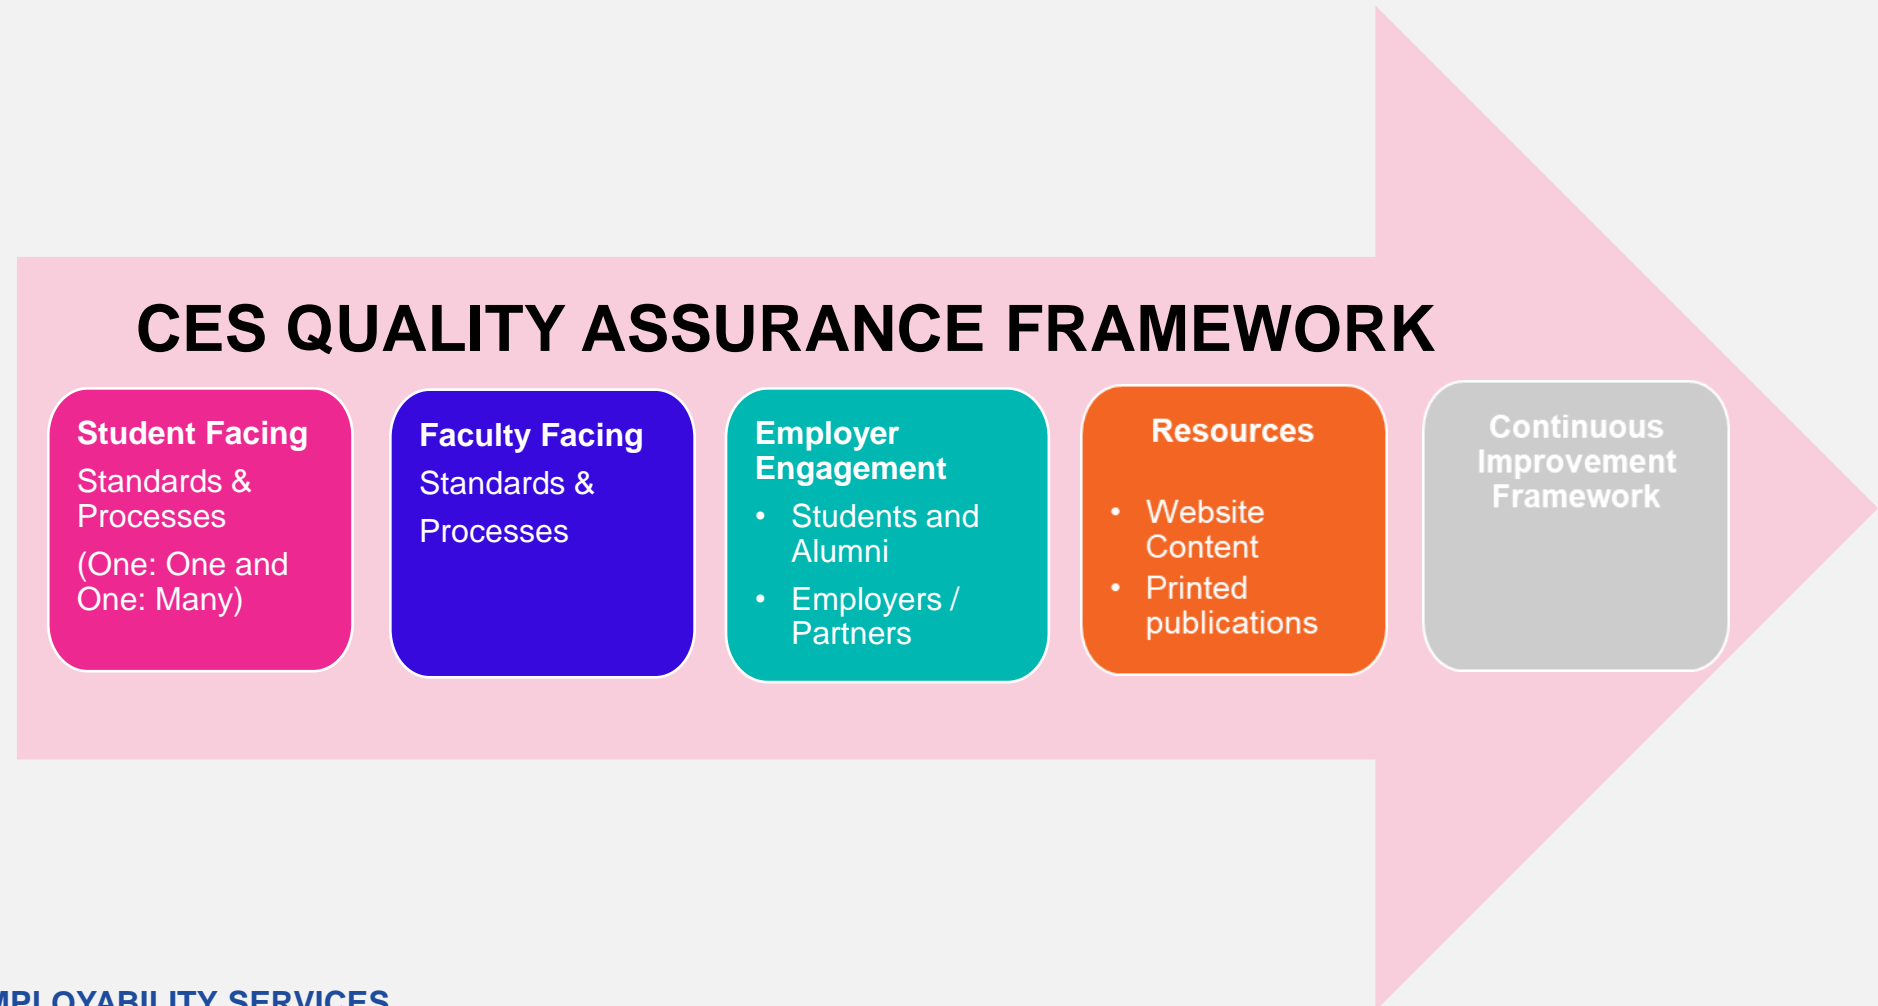 CES QUALITY ASSURANCE FRAMEWORK
Student Facing
Standards &
Processes
(One: One and
One: Many)
Faculty Facing
Standards &
Processes
Employer
Engagement
• Students and
Alumni
• Employers /
Partners
Resources
• Website
Content
• Printed
publications
Continuous
Improvement
Framework
SERVICES